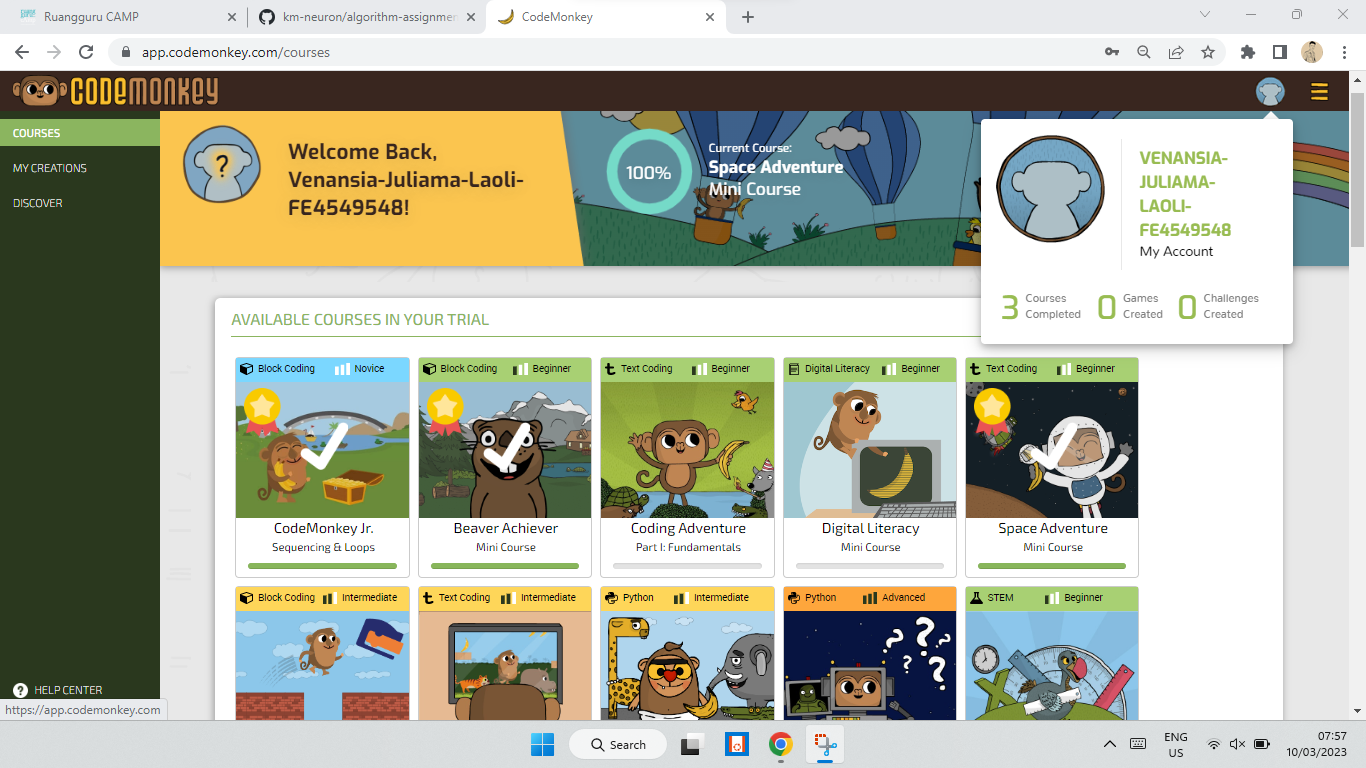 Ruangguru CAMP
km-neuron/algorithm-assignmen
CodeMonkey
app.codemonkey.com/courses
CODEMONKEY
COURSES
MY CREATIONS
DISCOVER
?
Welcome Back,
Venansia-Juliama-Laoli-
FE4549548!
100%
Current Course:
Space Adventure
Mini Course
VENANSIA-
JULIAMA-
LAOLI-
FE4549548
My Account
3 Courses Completed
0 Games Created
0 Challenges Created
AVAILABLE COURSES IN YOUR TRIAL
Block Coding Novice
CodeMonkey Jr.
Sequencing & Loops
Block Coding Beginner
Beaver Achiever
Mini Course
Text Coding Beginner
Coding Adventure
Part I: Fundamentals
Digital Literacy Beginner
Digital Literacy
Mini Course
Text Coding Beginner
Space Adventure
Mini Course
Block Coding Intermediate
Text Coding Intermediate
Python Intermediate
Python Advanced
? ? ? ?
STEM Beginner
? HELP CENTER
https://app.codemonkey.com
Search
ENG
US
07:57
10/03/2023